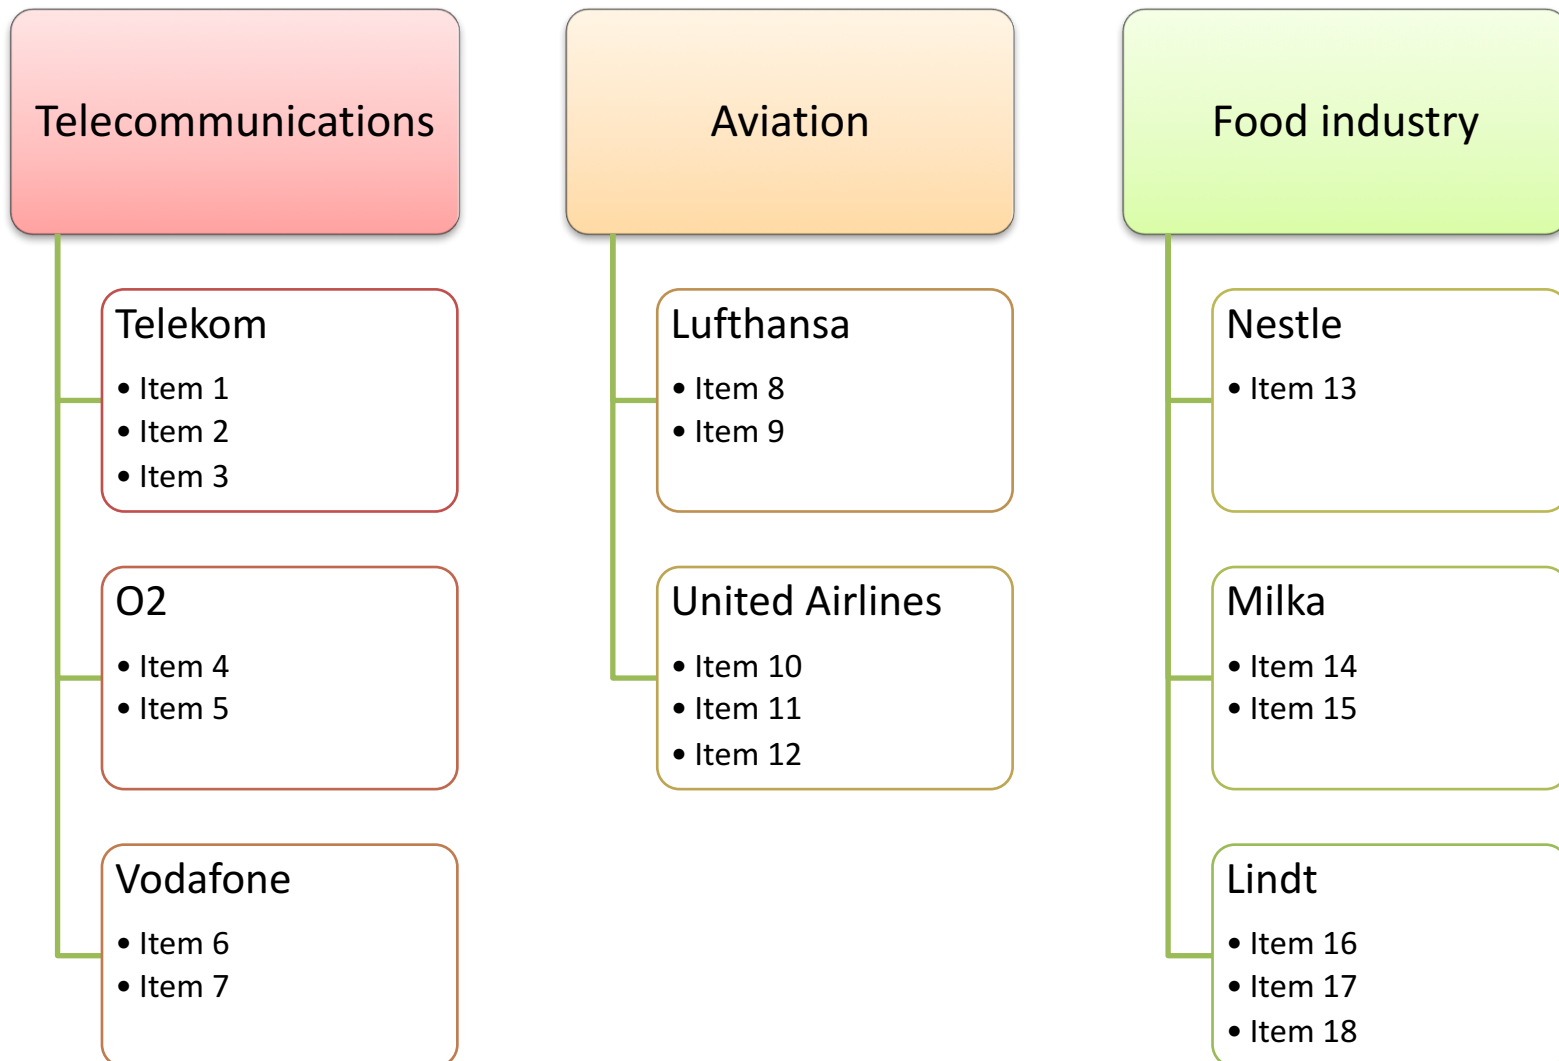 Telecommunications
Telekom
• Item 1
• Item 2
• Item 3
O2
• Item 4
• Item 5
Vodafone
• Item 6
• Item 7
Aviation
Lufthansa
• Item 8
• Item 9
United Airlines
• Item 10
• Item 11
• Item 12
Food industry
Nestle
• Item 13
Milka
• Item 14
• Item 15
Lindt
• Item 16
• Item 17
• Item 18